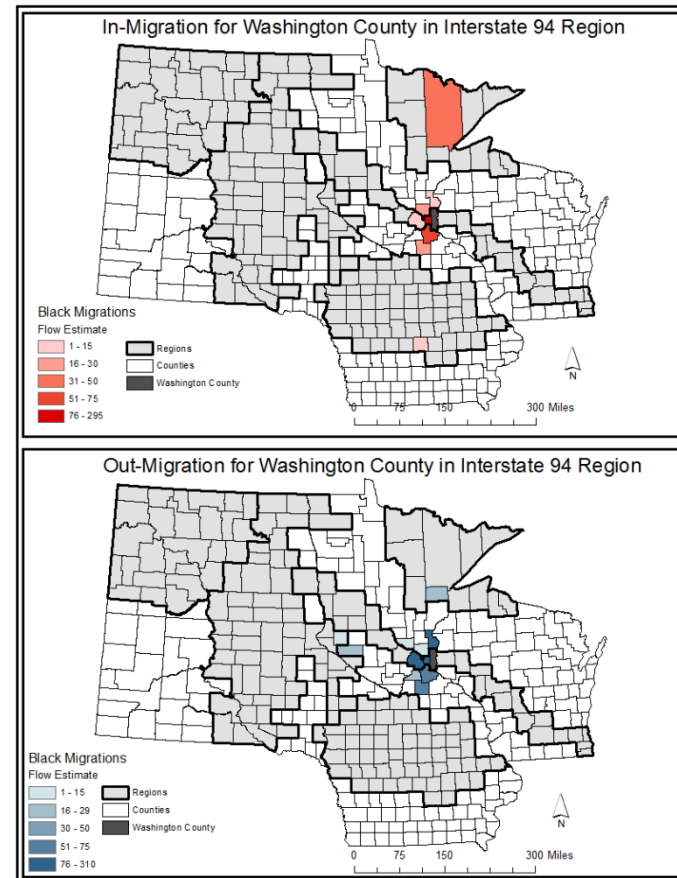 In-Migration for Washington County in Interstate 94 Region
Black Migrations
Flow Estimate
1 - 15
16 - 30
31 - 50
51 - 75
76 - 295
Regions
Counties
Washington County
N
0 75 150 300 Miles
Out-Migration for Washington County in Interstate 94 Region
Black Migrations
Flow Estimate
1 - 15
16 - 29
30 - 50
51 - 75
76 - 310
Regions
Counties
Washington County
N
0 75 150 300 Miles